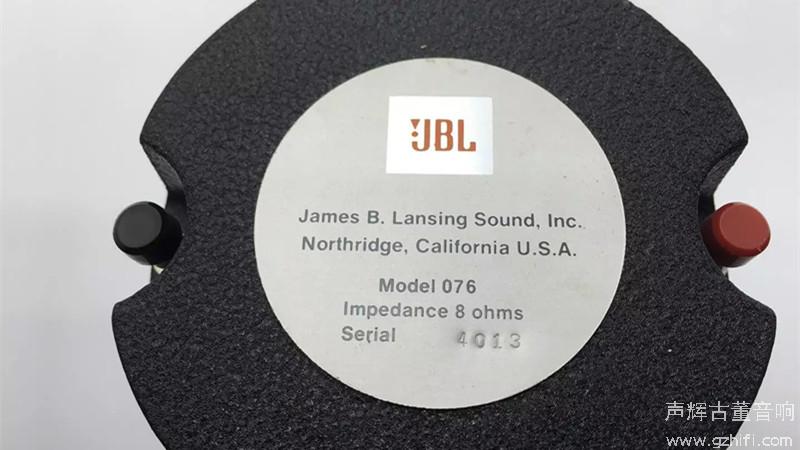 JBL
James B. Lansing Sound, Inc.
Northridge, California U.S.A.
Model 076
Impedance 8 ohms
Serial 4013
声辉古董音响
www.gzhifi.com